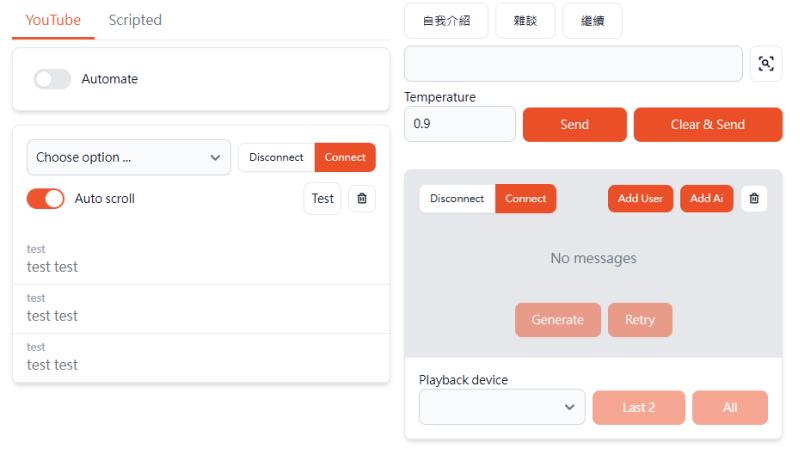 YouTube Scripted
Automate
Choose option ... Disconnect Connect
Auto scroll Test
test
test test
test
test test
test
test test
自我介紹 雜談 繼續
Temperature
0.9 Send Clear & Send
Disconnect Connect Add User Add Ai
No messages
Generate Retry
Playback device
Last 2 All